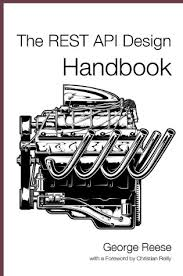 The REST API Design
Handbook
George Reese
with a Foreword by Christian Reilly